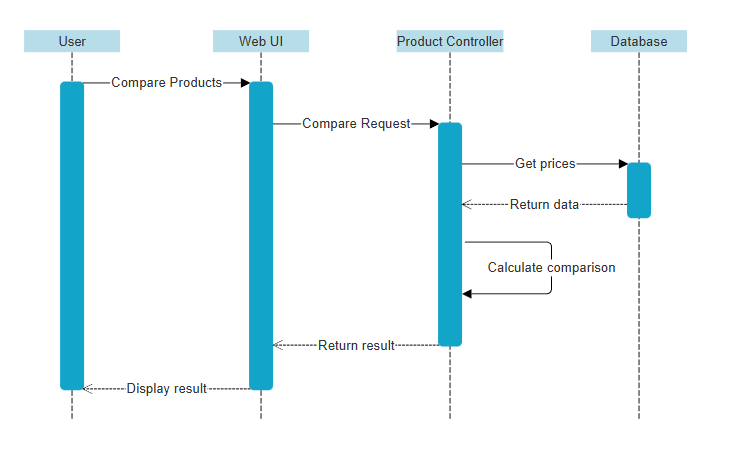 User
Web UI
Product Controller
Database
Compare Products
Compare Request
Get prices
Return data
Calculate comparison
Return result
Display result